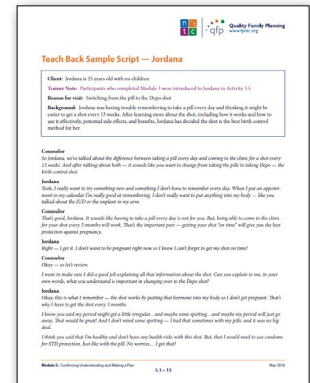 ntc
qfp
Quality Family Planning
www.fpntc.org
Teach Back Sample Script — Jordana
Client: Jordana is 25 years old with no children
Trainer Note: Participants who completed Module 3 were introduced to Jordana in Activity 3.5
Reason for visit: Switching from the pill to the Depo shot
Background: Jordana was having trouble remembering to take a pill every day and thinking it might be
easier to get a shot every 13 weeks. After learning more about the shot, including how it works and how to
use it effectively, potential side effects, and benefits, Jordana has decided the shot is the best birth control
method for her.
Counselor
So Jordana, we've talked about the difference between taking a pill every day and coming to the clinic for a shot every
13 weeks. And after talking about both — it sounds like you want to change from taking the pills to taking Depo — the
birth control shot
Jordana
Yeah. I really want to try something new and something I don't have to remember every day. When I put an appoint-
ment in my calendar I'm really good at remembering. I don't really want to put anything into my body — like you
talked about the IUD or the implant in my arm.
Counselor
That's good, Jordana. It sounds like having to take a pill every day is not for you. But, being able to come to the clinic
for your shot every 3 months will work. That's the important part — getting your shot "on time" will give you the best
protection against pregnancy.
Jordana
Right — I get it. I don't want to be pregnant right now so I know I can't forget to get my shot on time!
Counselor
Okay — so let's review.
I want to make sure I did a good job explaining all that information about the shot. Can you explain to me, in your
own words, what you understand is important in changing over to the Depo shot?
Jordana
Okay, this is what I remember — the shot works by putting that hormone into my body so I don't get pregnant. That's
why I have to get the shot every 3 months.
I know you said my period might get a little irregular...and maybe some spotting...and maybe my period will just go
away. That would be great! And I don't mind some spotting — I had that sometimes with my pills, and it was no big
deal.
I think you said that I'm healthy and don't have any health risks with this shot. But, that I would need to use condoms
for STD protection. Just like with the pill. No worries... I got that!
Module 5: Confirming Understanding and Making a Plan
May 2016
5.1 – 13